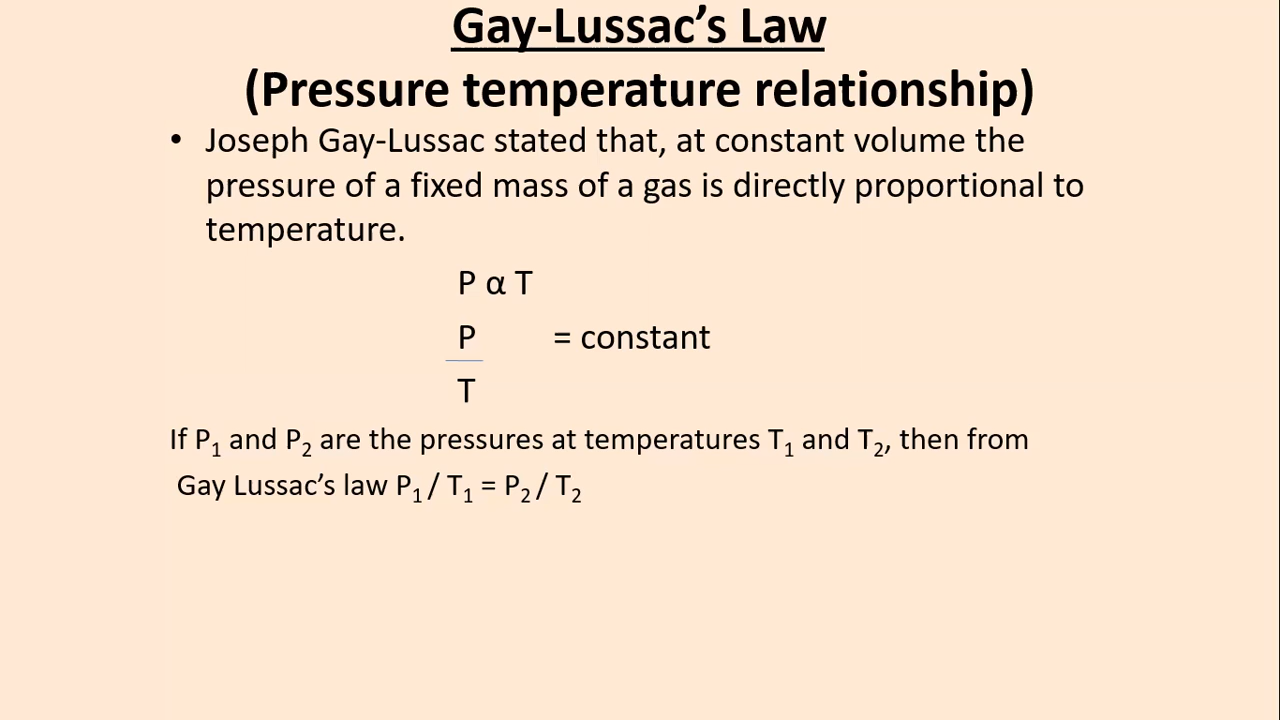 Gay-Lussac’s Law
(Pressure temperature relationship)
• Joseph Gay-Lussac stated that, at constant volume the
pressure of a fixed mass of a gas is directly proportional to
temperature.
P α T
P = constant
T
If P₁ and P₂ are the pressures at temperatures T₁ and T₂, then from
Gay Lussac’s law P₁ / T₁ = P₂ / T₂